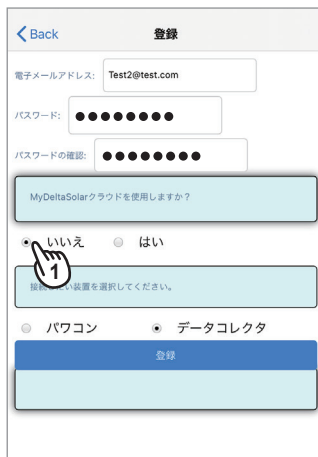 Back 登録
電子メールアドレス: Test2@test.com
パスワード: ●●●●●●●●
パスワードの確認: ●●●●●●●●
MyDeltaSolarクラウドを使用しますか？
いいえ はい
1
接続 い装置を選択してください。
パワコン データコレクタ
登録